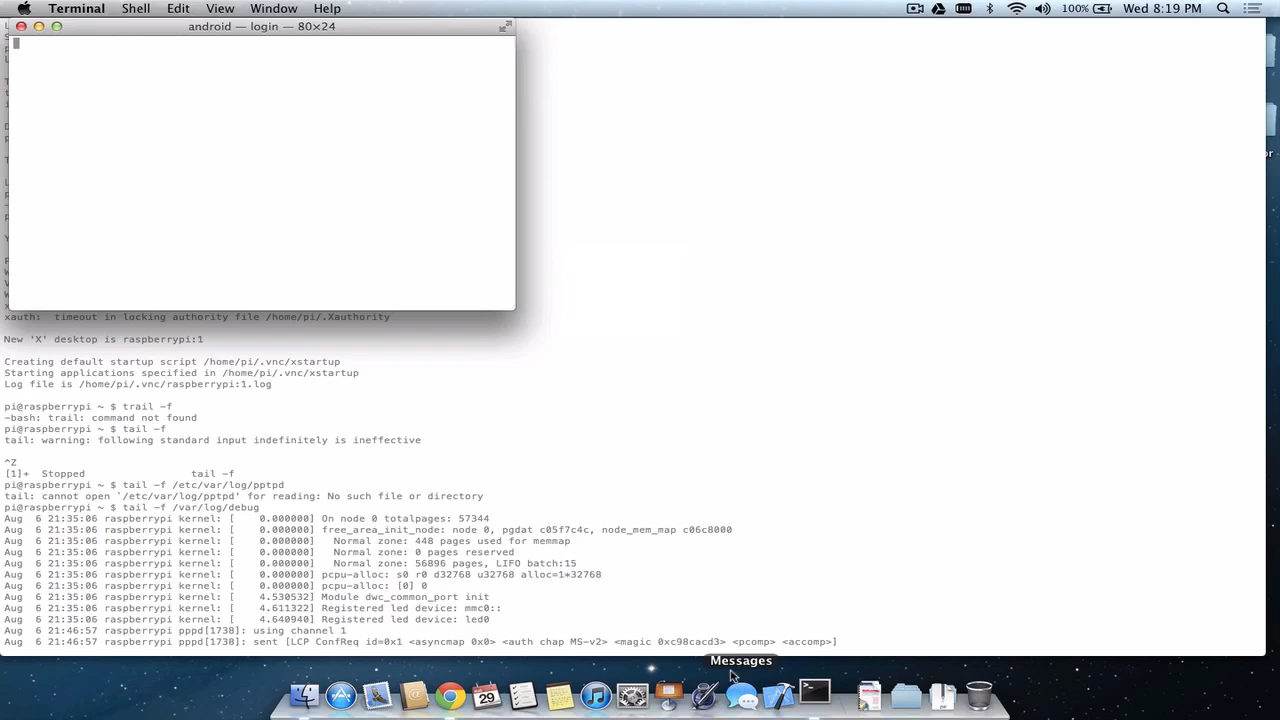 Terminal Shell Edit View Window Help 100% Wed 8:19 PM
android — login — 80×24
xauth: timeout in locking authority file /home/pi/.Xauthority
New 'X' desktop is raspberrypi:1
Creating default startup script /home/pi/.vnc/xstartup
Starting applications specified in /home/pi/.vnc/xstartup
Log file is /home/pi/.vnc/raspberrypi:1.log
pi@raspberrypi ~ $ trail -f
-bash: trail: command not found
pi@raspberrypi ~ $ tail -f
tail: warning: following standard input indefinitely is ineffective
^Z
[1]+ Stopped tail -f
pi@raspberrypi ~ $ tail -f /etc/var/log/pptpd
tail: cannot open `/etc/var/log/pptpd' for reading: No such file or directory
pi@raspberrypi ~ $ tail -f /var/log/debug
Aug 6 21:35:06 raspberrypi kernel: [ 0.000000] On node 0 totalpages: 57344
Aug 6 21:35:06 raspberrypi kernel: [ 0.000000] free_area_init_node: node 0, pgdat c05f7c4c, node_mem_map c06c8000
Aug 6 21:35:06 raspberrypi kernel: [ 0.000000] Normal zone: 448 pages used for memmap
Aug 6 21:35:06 raspberrypi kernel: [ 0.000000] Normal zone: 0 pages reserved
Aug 6 21:35:06 raspberrypi kernel: [ 0.000000] Normal zone: 56896 pages, LIFO batch:15
Aug 6 21:35:06 raspberrypi kernel: [ 0.000000] pcpu-alloc: s0 r0 d32768 u32768 alloc=1*32768
Aug 6 21:35:06 raspberrypi kernel: [ 0.000000] pcpu-alloc: [0] 0
Aug 6 21:35:06 raspberrypi kernel: [ 4.530532] Module dwc_common_port init
Aug 6 21:35:06 raspberrypi kernel: [ 4.611322] Registered led device: mmc0::
Aug 6 21:35:06 raspberrypi kernel: [ 4.640940] Registered led device: led0
Aug 6 21:46:57 raspberrypi pppd[1738]: using channel 1
Aug 6 21:46:57 raspberrypi pppd[1738]: sent [LCP ConfReq id=0x1 <asyncmap 0x0> <auth chap MS-v2> <magic 0xc98cacd3> <pcomp> <accomp>]
Messages
29